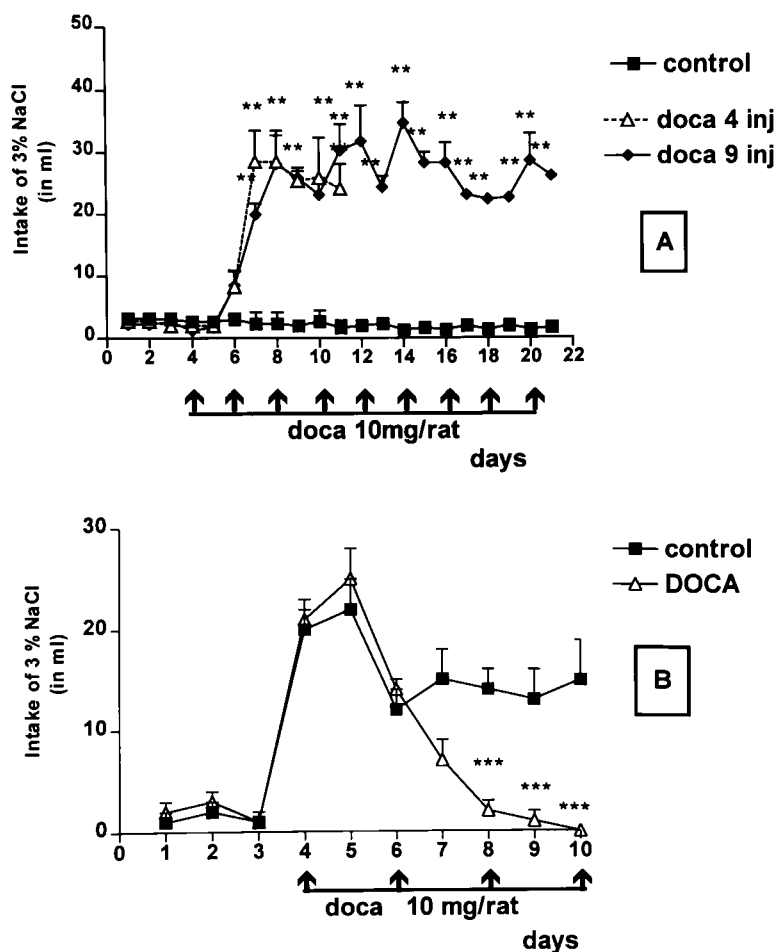 50
40
30
20
10
0
Intake of 3% NaCl
(in ml)
control
doca 4 inj
doca 9 inj
A
** ** ** ** ** ** ** ** ** ** ** ** ** ** ** ** **
0 2 4 6 8 10 12 14 16 18 20 22
doca 10mg/rat
days
30
20
10
0
Intake of 3 % NaCl
(in ml)
control
DOCA
B
*** *** ***
0 1 2 3 4 5 6 7 8 9 10
doca 10 mg/rat
days